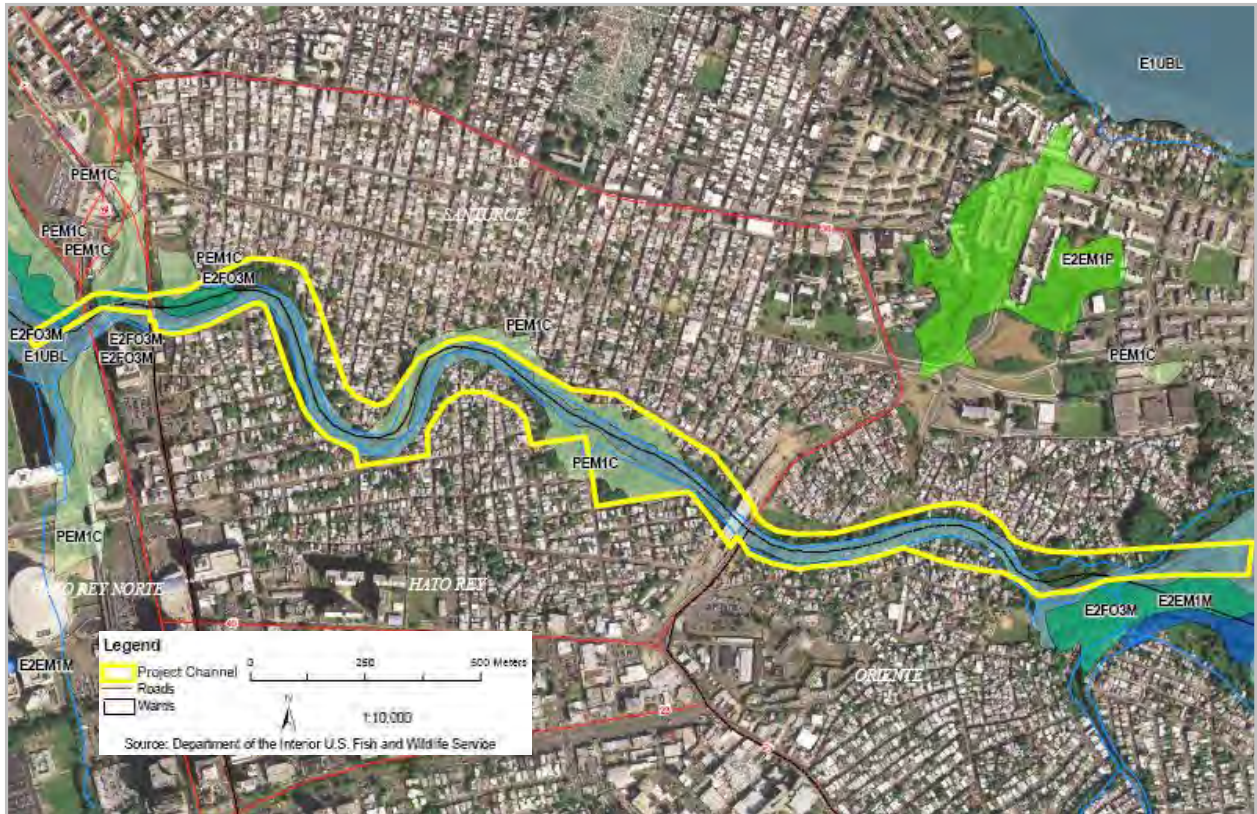 E1UBL
PEM1C
SANTURCE
PEM1C
PEM1C
PEM1C
E2FO3M
E2EM1P
E2FO3M
E2FO3M
E1UBL
E2FO3M
PEM1C
PEM1C
PEM1C
PEM1C
HATO REY NORTE
HATO REY
E2EM1M
E2FO3M
E2EM1M
ORIENTE
Legend
Project Channel
Roads
Wards
0 250 500 Meters
N
1:10,000
Source: Department of the Interior U.S. Fish and Wildlife Service